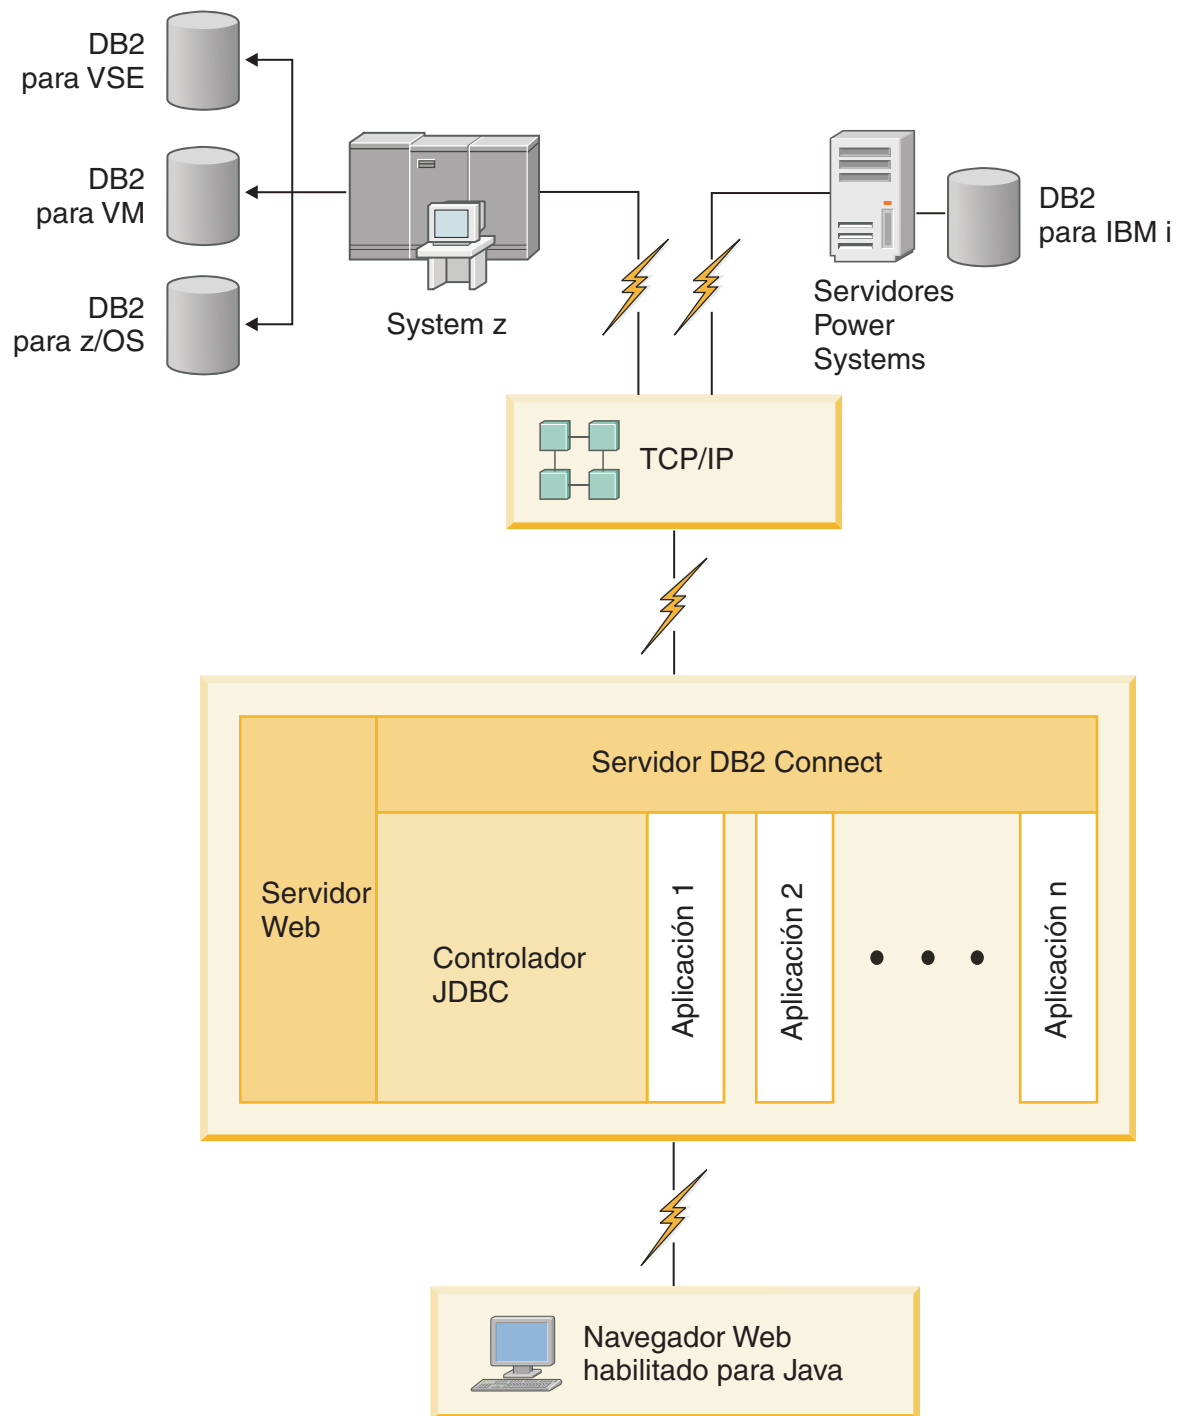 DB2
para VSE
DB2
para VM
DB2
para z/OS
System z
DB2
para IBM i
Servidores
Power
Systems
TCP/IP
Servidor DB2 Connect
Servidor
Web
Controlador
JDBC
Aplicación 1
Aplicación 2
Aplicación n
Navegador Web
habilitado para Java